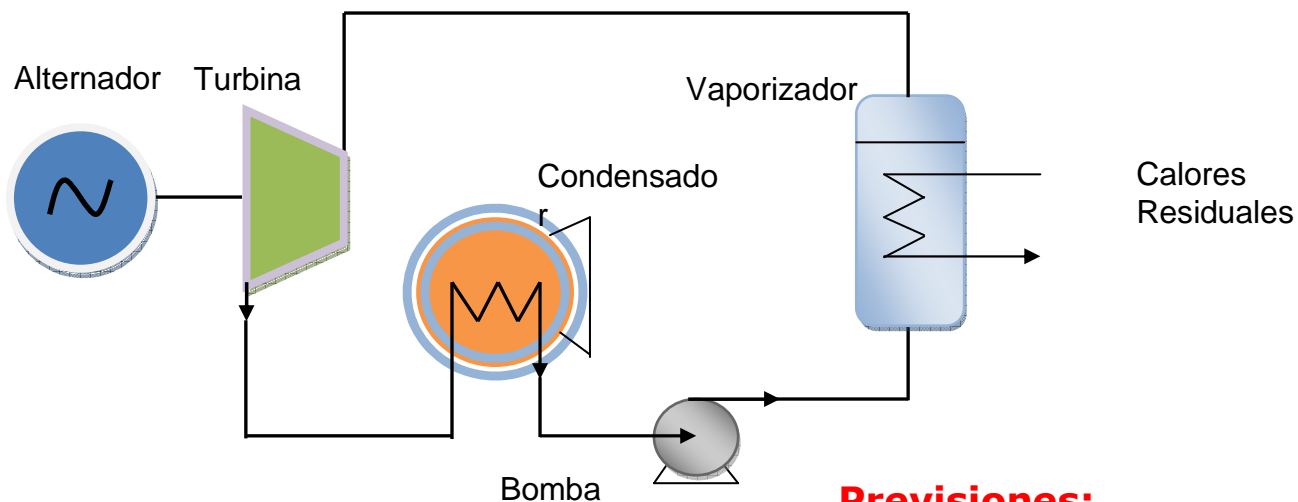 Alternador
Turbina
Vaporizador
Condensado
r
Calores
Residuales
Bomba
Previsiones: